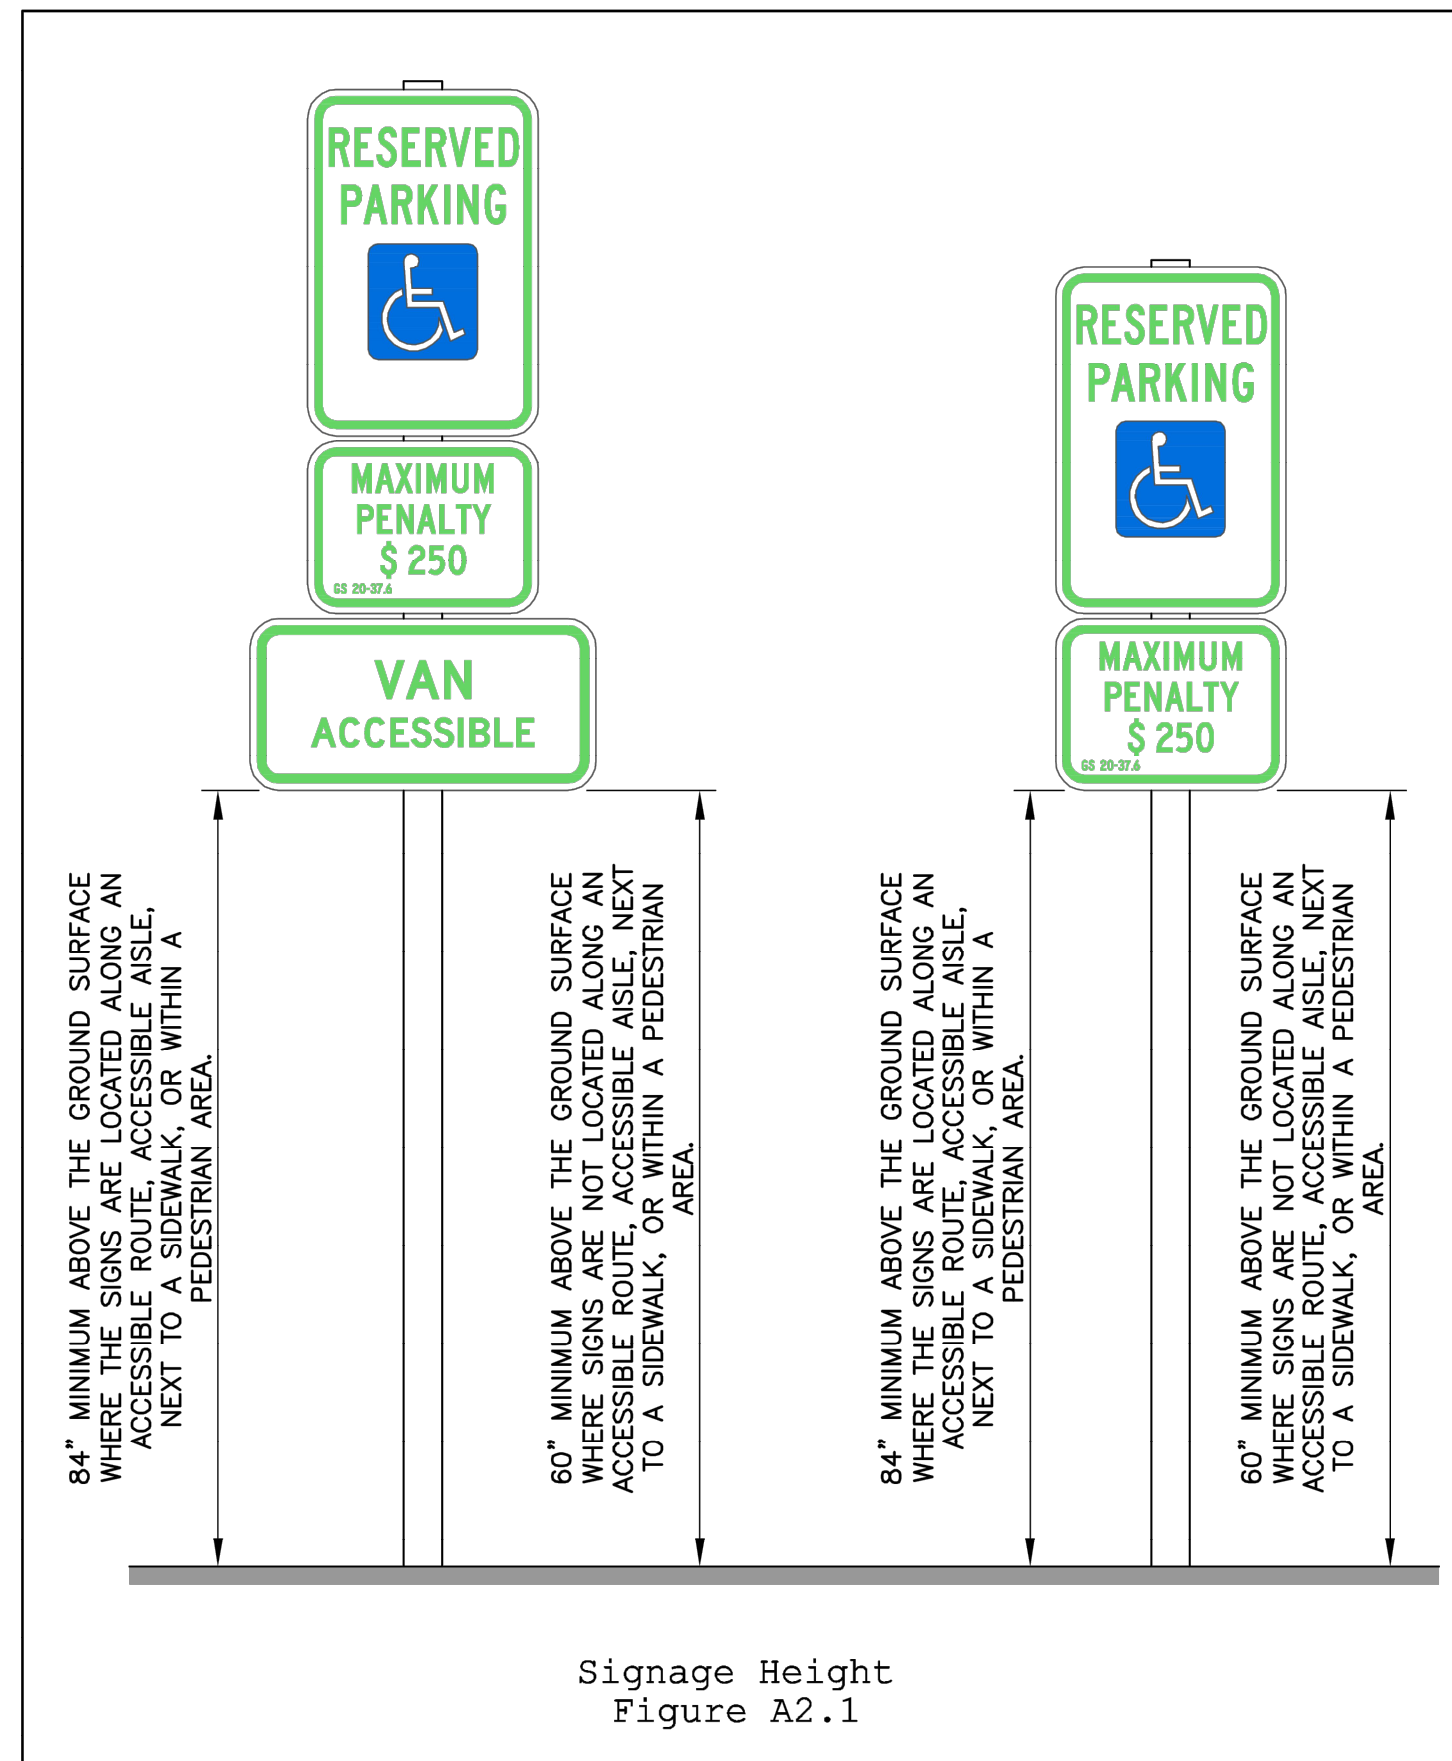 RESERVED
PARKING
MAXIMUM
PENALTY
$ 250
GS 20-37.6
VAN
ACCESSIBLE
84" MINIMUM ABOVE THE GROUND SURFACE
WHERE THE SIGNS ARE LOCATED ALONG AN
ACCESSIBLE ROUTE, ACCESSIBLE AISLE,
NEXT TO A SIDEWALK, OR WITHIN A
PEDESTRIAN AREA.
60" MINIMUM ABOVE THE GROUND SURFACE
WHERE SIGNS ARE NOT LOCATED ALONG AN
ACCESSIBLE ROUTE, ACCESSIBLE AISLE, NEXT
TO A SIDEWALK, OR WITHIN A PEDESTRIAN
AREA.
RESERVED
PARKING
MAXIMUM
PENALTY
$ 250
GS 20-37.6
84" MINIMUM ABOVE THE GROUND SURFACE
WHERE THE SIGNS ARE LOCATED ALONG AN
ACCESSIBLE ROUTE, ACCESSIBLE AISLE,
NEXT TO A SIDEWALK, OR WITHIN A
PEDESTRIAN AREA.
60" MINIMUM ABOVE THE GROUND SURFACE
WHERE SIGNS ARE NOT LOCATED ALONG AN
ACCESSIBLE ROUTE, ACCESSIBLE AISLE, NEXT
TO A SIDEWALK, OR WITHIN A PEDESTRIAN
AREA.
Signage Height
Figure A2.1